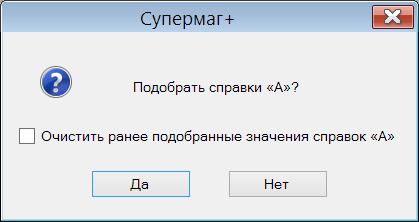 Супермаг+
Подобрать справки «А»?
Очистить ранее подобранные значения справок «А»
Да
Нет